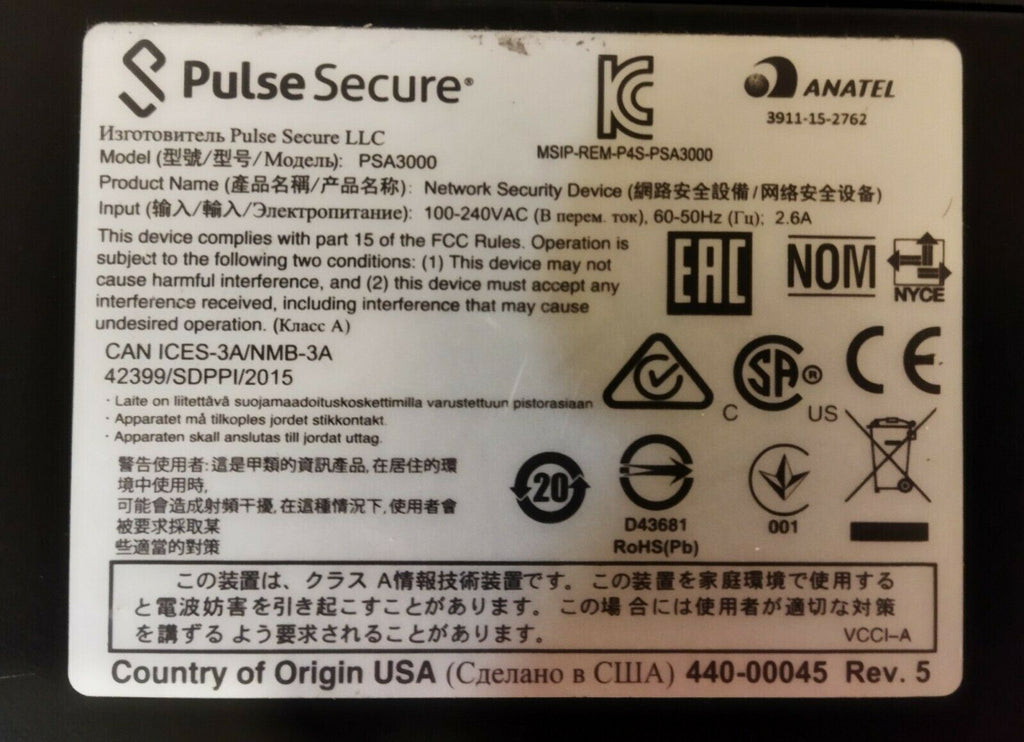 Pulse Secure®
KC
ANATEL
3911-15-2762
Изготовитель Pulse Secure LLC
MSIP-REM-P4S-PSA3000
Model (型號/型号/Модель): PSA3000
Product Name (產品名稱/产品名称): Network Security Device (網路安全設備/网络安全设备)
Input (输入/輸入/Электропитание): 100-240VAC (В перем. ток), 60-50Hz (Гц); 2.6A
This device complies with part 15 of the FCC Rules. Operation is
subject to the following two conditions: (1) This device may not
cause harmful interference, and (2) this device must accept any
interference received, including interference that may cause
undesired operation. (Класс А)
EAC
NOM
NYCE
CAN ICES-3A/NMB-3A
42399/SDPPI/2015
C SA® US
CE
· Laite on liitettävä suojamaadoituskoskettimilla varustettuun pistorasiaan
· Apparatet må tilkoples jordet stikkontakt.
· Apparaten skall anslutas till jordat uttag.
警告使用者:這是甲類的資訊產品,在居住的環
境中使用時,
可能會造成射頻干擾,在這種情況下,使用者會
被要求採取某
些適當的對策
20
D43681
RoHS(Pb)
001
この装置は、クラス A情報技術装置です。 この装置を家庭環境で使用する
と電波妨害を引き起こすことがあります。 この場合には使用者が適切な対策
を講ずる よう要求されることがあります。
VCCI-A
Country of Origin USA (Сделано в США) 440-00045 Rev. 5